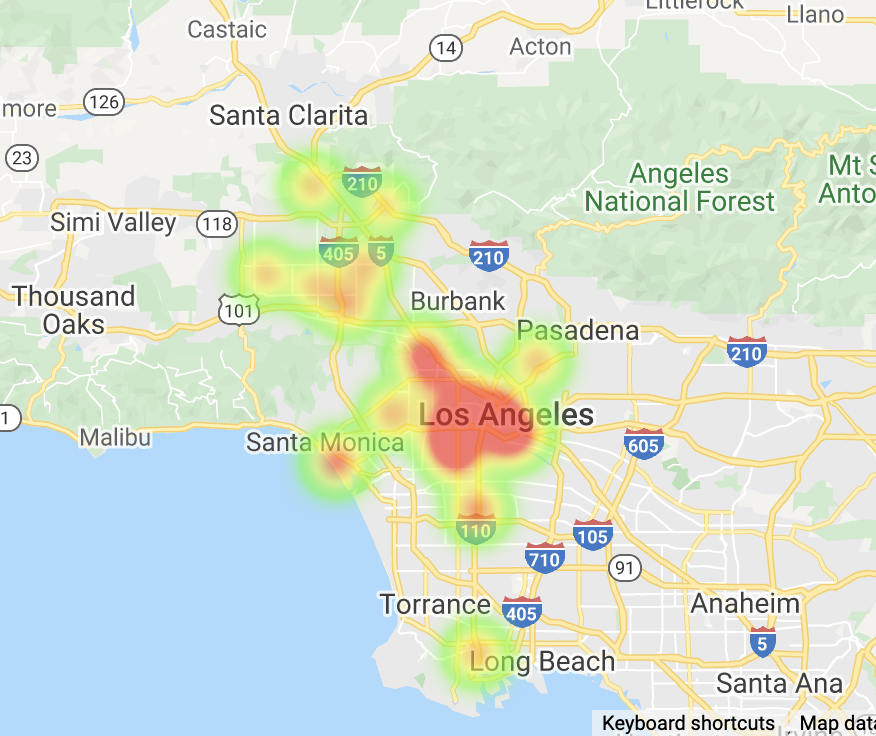 Littlerock
Llano
Castaic
14
Acton
126
more
Santa Clarita
23
210
Angeles
National Forest
Mt S
Anto
Simi Valley
118
405
5
210
Thousand
Oaks
101
Burbank
Pasadena
210
1
Los Angeles
Malibu
Santa Monica
605
110
105
710
91
Torrance
405
Anaheim
5
Long Beach
Santa Ana
Keyboard shortcuts
Map data
Irvine